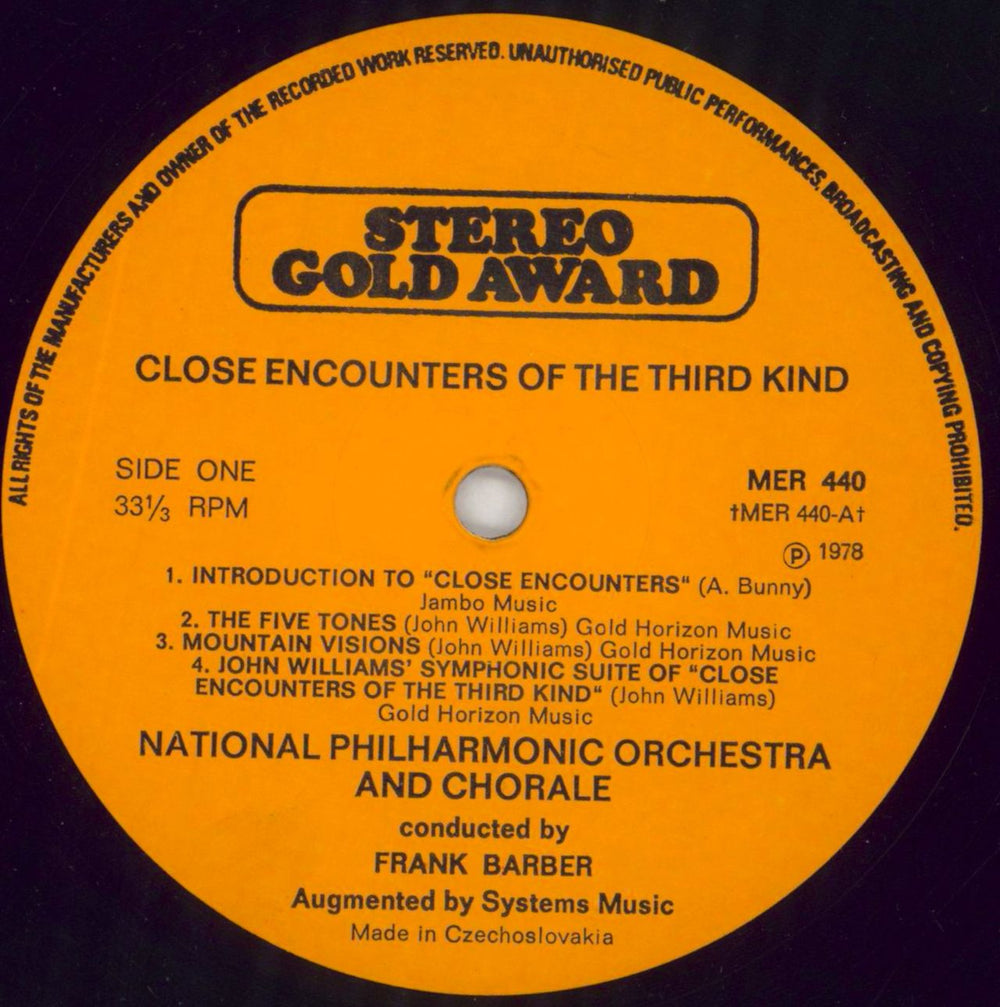 ALL RIGHTS OF THE MANUFACTURERS AND OWNER OF THE RECORDED WORK RESERVED. UNAUTHORISED PUBLIC PERFORMANCES, BROADCASTING AND COPYING PROHIBITED.
STEREO
GOLD AWARD
CLOSE ENCOUNTERS OF THE THIRD KIND
SIDE ONE
33⅓ RPM
MER 440
†MER 440-A†
Ⓟ 1978
1. INTRODUCTION TO “CLOSE ENCOUNTERS“ (A. Bunny)
Jambo Music
2. THE FIVE TONES (John Williams) Gold Horizon Music
3. MOUNTAIN VISIONS (John Williams) Gold Horizon Music
4. JOHN WILLIAMS’ SYMPHONIC SUITE OF “CLOSE
ENCOUNTERS OF THE THIRD KIND“ (John Williams)
Gold Horizon Music
NATIONAL PHILHARMONIC ORCHESTRA
AND CHORALE
conducted by
FRANK BARBER
Augmented by Systems Music
Made in Czechoslovakia